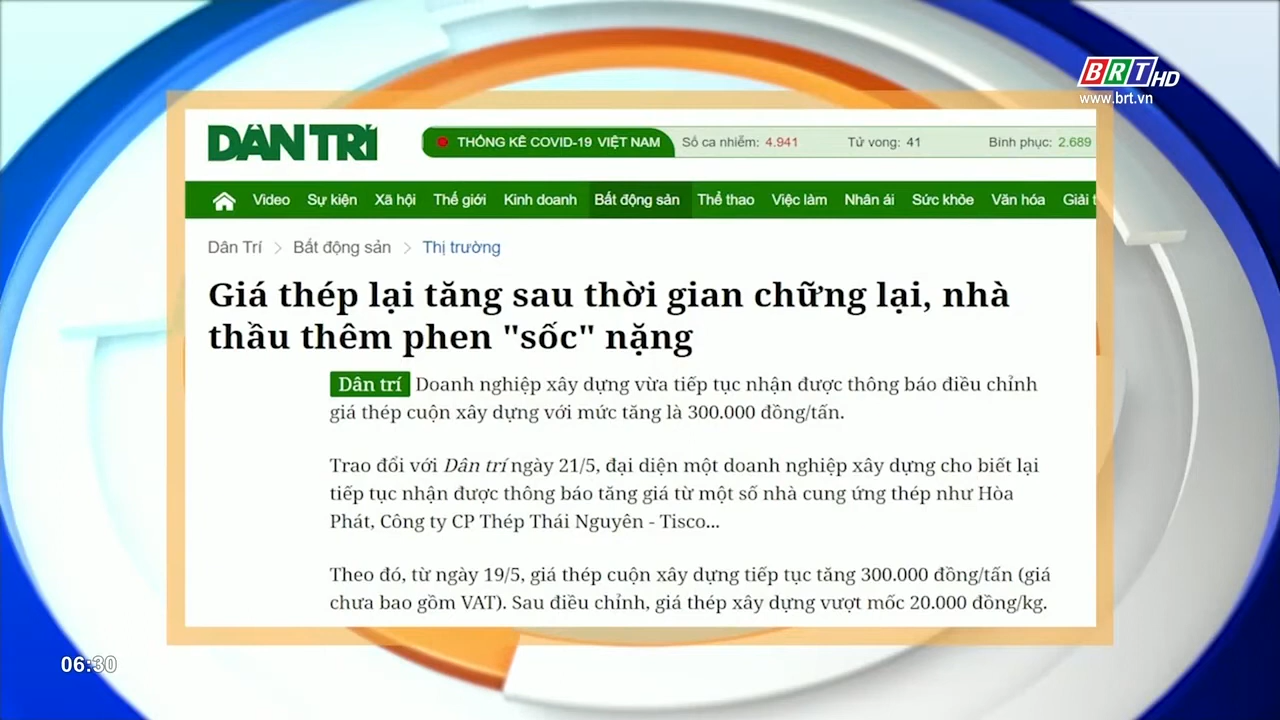 BRT HD
www.brt.vn
DÂN TRÍ
THỐNG KÊ COVID-19 VIỆT NAM Số ca nhiễm: 4.941 Tử vong: 41 Bình phục: 2.689
Video Sự kiện Xã hội Thế giới Kinh doanh Bất động sản Thể thao Việc làm Nhân ái Sức khỏe Văn hóa Giải t
Dân Trí > Bất động sản > Thị trường
Giá thép lại tăng sau thời gian chững lại, nhà
thầu thêm phen "sốc" nặng
Dân trí Doanh nghiệp xây dựng vừa tiếp tục nhận được thông báo điều chỉnh
giá thép cuộn xây dựng với mức tăng là 300.000 đồng/tấn.
Trao đổi với Dân trí ngày 21/5, đại diện một doanh nghiệp xây dựng cho biết lại
tiếp tục nhận được thông báo tăng giá từ một số nhà cung ứng thép như Hòa
Phát, Công ty CP Thép Thái Nguyên - Tisco...
Theo đó, từ ngày 19/5, giá thép cuộn xây dựng tiếp tục tăng 300.000 đồng/tấn (giá
chưa bao gồm VAT). Sau điều chỉnh, giá thép xây dựng vượt mốc 20.000 đồng/kg.
06:30